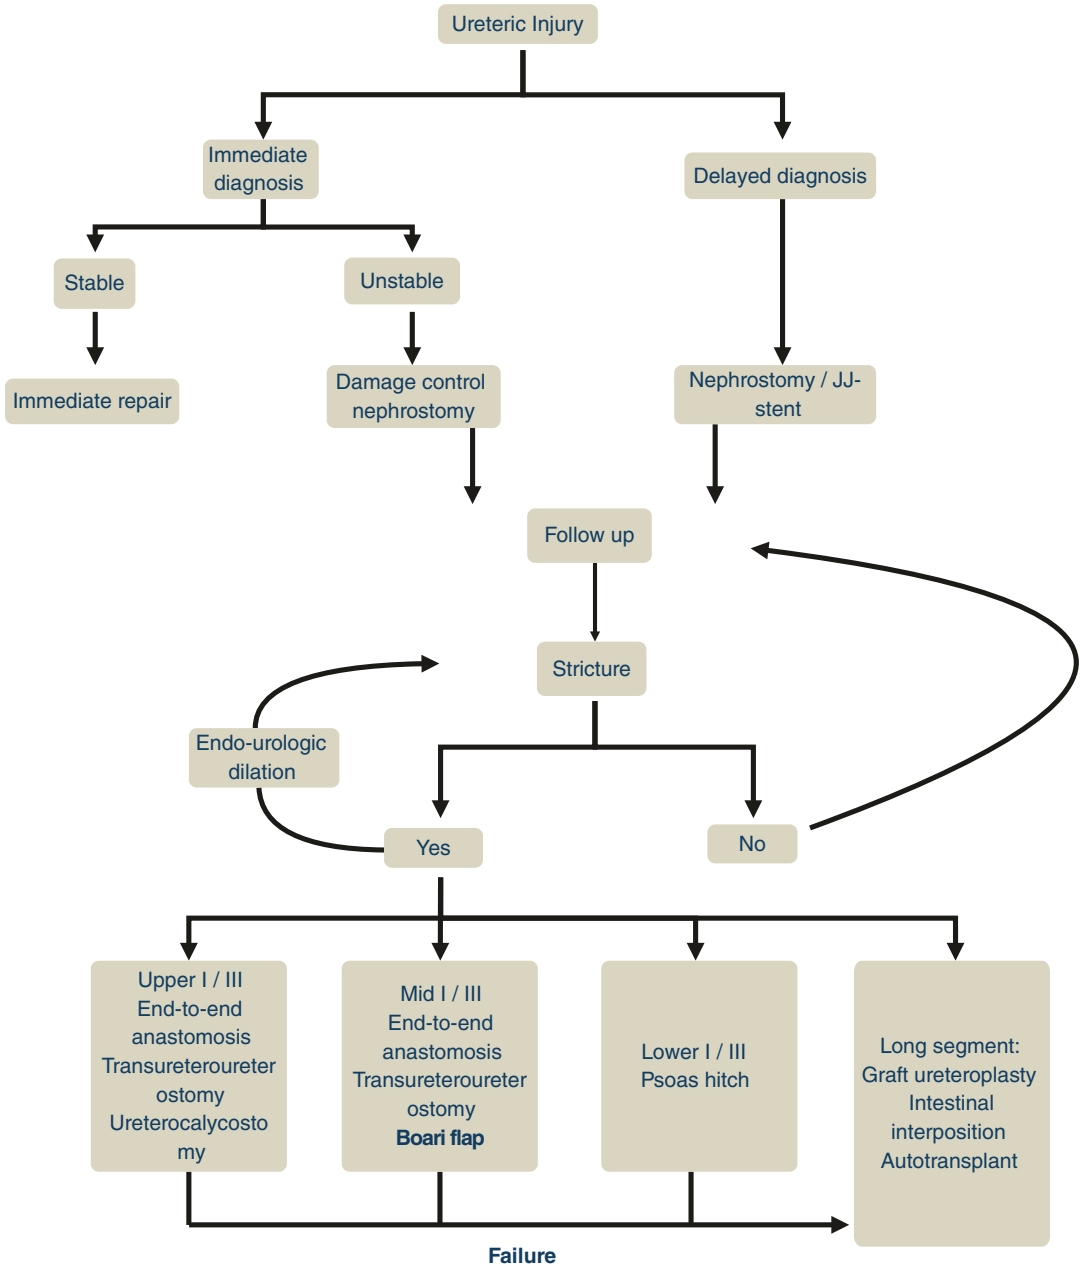 Ureteric Injury
Immediate
diagnosis
Delayed diagnosis
Stable
Unstable
Immediate repair
Damage control
nephrostomy
Nephrostomy / JJ-
stent
Follow up
Stricture
Endo-urologic
dilation
Yes
No
Upper I / III
End-to-end
anastomosis
Transureteroureter
ostomy
Ureterocalycosto
my
Mid I / III
End-to-end
anastomosis
Transureteroureter
ostomy
Boari flap
Lower I / III
Psoas hitch
Long segment:
Graft ureteroplasty
Intestinal
interposition
Autotransplant
Failure